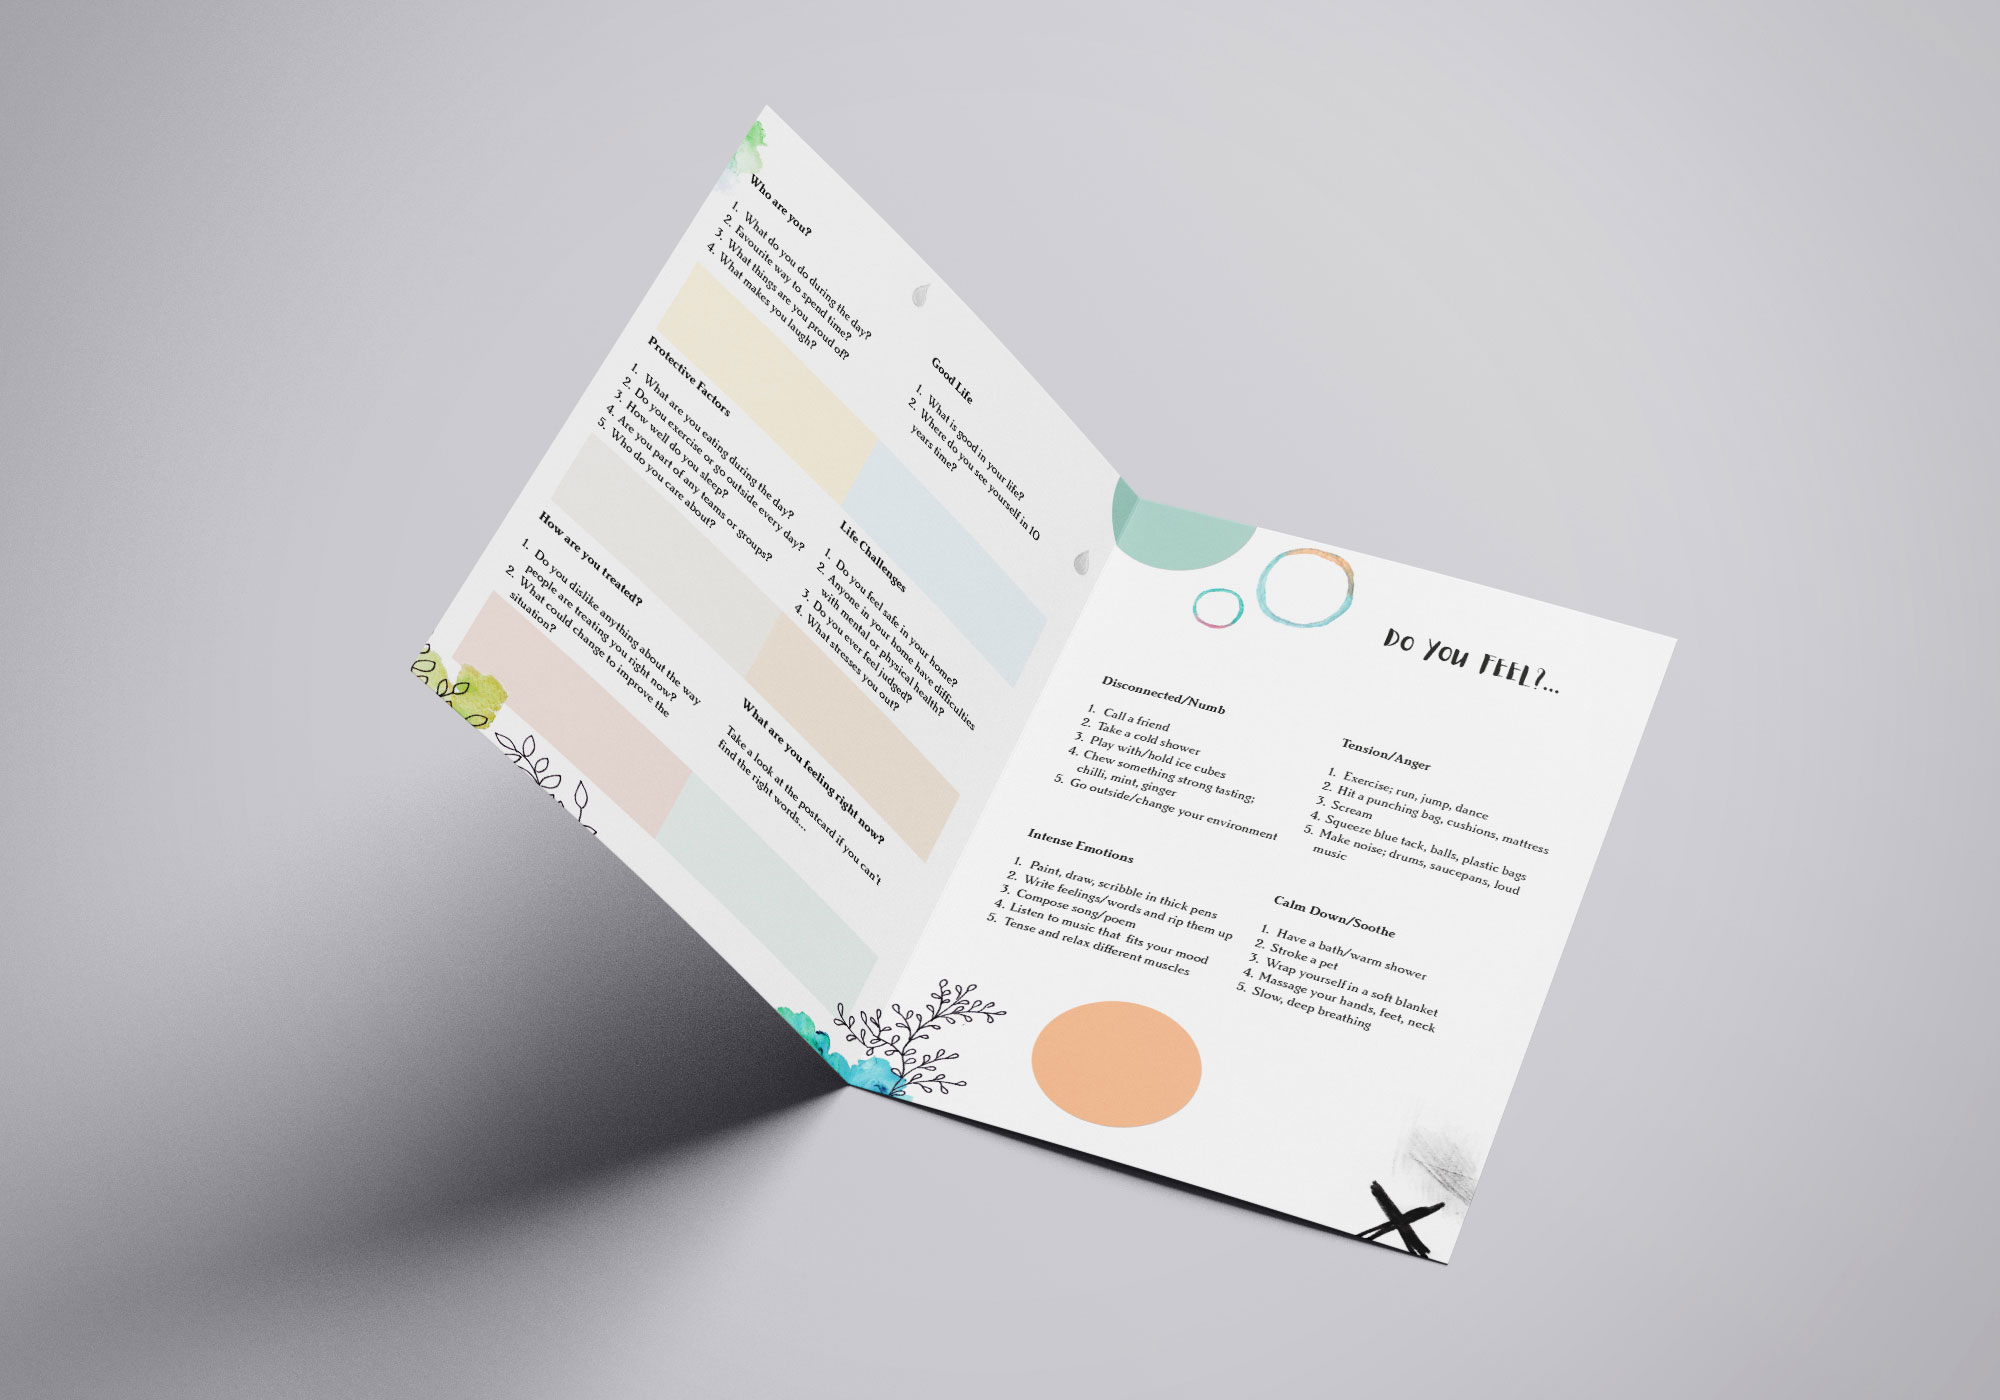 Who are you?
1. What do you do during the day?
2. Favourite way to spend time?
3. What things are you proud of?
4. What makes you laugh?
Protective Factors
1. What are you eating during the day?
2. Do you exercise or go outside every day?
3. How well do you sleep?
4. Are you part of any teams or groups?
5. Who do you care about?
How are you treated?
1. Do you dislike anything about the way
people are treating you right now?
2. What could change to improve the
situation?
Good Life
1. What is good in your life?
2. Where do you see yourself in 10
years time?
Life Challenges
1. Do you feel safe in your home?
2. Anyone in your home have difficulties
with mental or physical health?
3. Do you ever feel judged?
4. What stresses you out?
What are you feeling right now?
Take a look at the postcard if you can't
find the right words...
DO YOU FEEL?...
Disconnected/Numb
1. Call a friend
2. Take a cold shower
3. Play with/hold ice cubes
4. Chew something strong tasting;
chilli, mint, ginger
5. Go outside/change your environment
Intense Emotions
1. Paint, draw, scribble in thick pens
2. Write feelings/words and rip them up
3. Compose song/poem
4. Listen to music that fits your mood
5. Tense and relax different muscles
Tension/Anger
1. Exercise; run, jump, dance
2. Hit a punching bag, cushions, mattress
3. Scream
4. Squeeze blue tack, balls, plastic bags
5. Make noise; drums, saucepans, loud
music
Calm Down/Soothe
1. Have a bath/warm shower
2. Stroke a pet
3. Wrap yourself in a soft blanket
4. Massage your hands, feet, neck
5. Slow, deep breathing